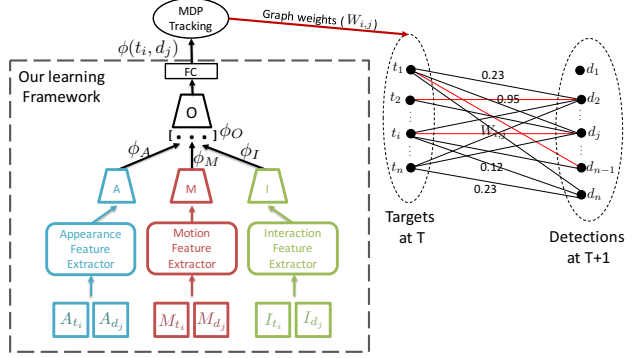 MDP
Tracking
Graph weights (W_{i,j})
ϕ(t_i, d_j)
Our learning
Framework
FC
O
[· · ·]
ϕ_O
ϕ_A
ϕ_M
ϕ_I
A
M
I
Appearance
Feature
Extractor
Motion
Feature
Extractor
Interaction
Feature
Extractor
A_{t_i} A_{d_j}
M_{t_i} M_{d_j}
I_{t_i} I_{d_j}
t_1
t_2
t_i
t_n
0.23
0.95
W_{i,j}
0.12
0.23
d_1
d_2
d_j
d_{n-1}
d_n
Targets
at T
Detections
at T+1